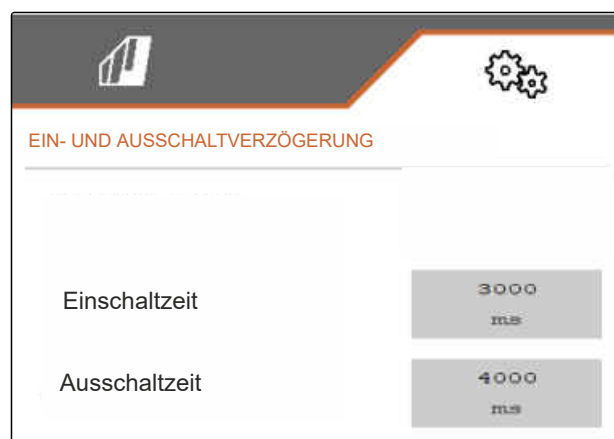 EIN- UND AUSSCHALTVERZÖGERUNG
Einschaltzeit
3000
ms
Ausschaltzeit
4000
ms